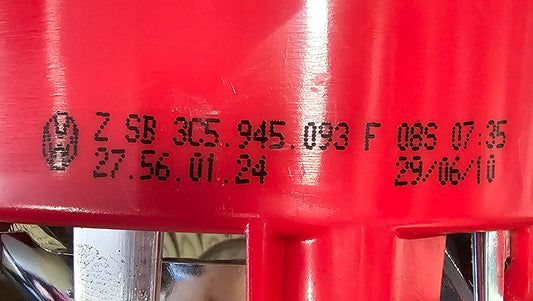 Z SB 3C5.945.093 F 08S 07:35
27.56.01.24 29/06/10